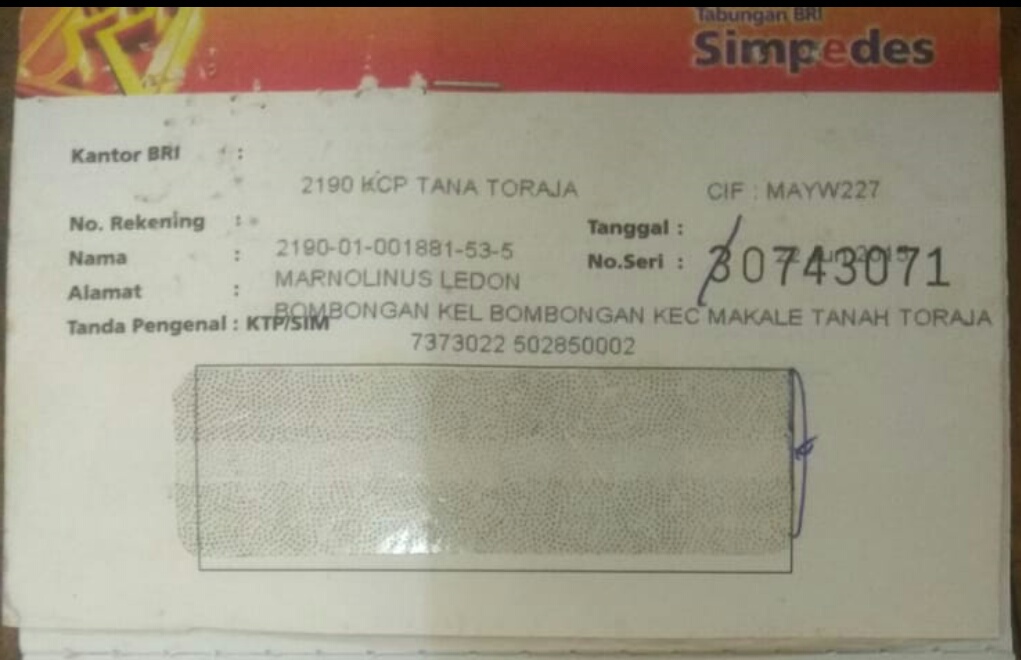 Tabungan BRI
Simpedes
Kantor BRI :
2190 KCP TANA TORAJA CIF : MAYW227
No. Rekening : Tanggal :
2190-01-001881-53-5
Nama : No.Seri : 30743071
MARNOLINUS LEDON
Alamat :
BOMBONGAN KEL BOMBONGAN KEC MAKALE TANAH TORAJA
Tanda Pengenal : KTP/SIM
7373022 502850002